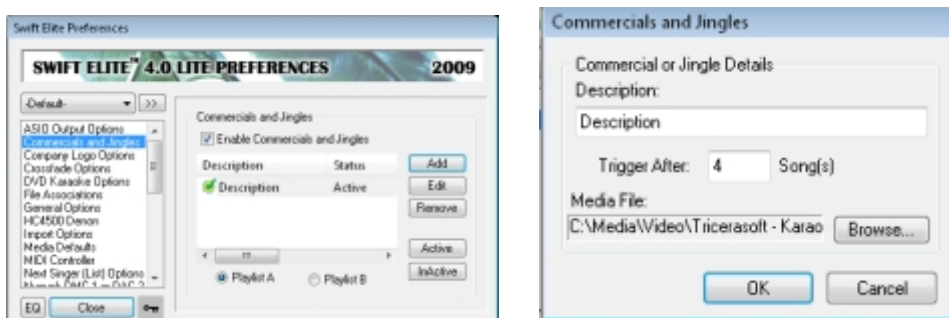 Swift Elite Preferences
SWIFT ELITE™ 4.0 LITE PREFERENCES 2009
-Default- >>
ASIO Output Options
Commercials and Jingles
Company Logo Options
Crossfade Options
DVD Karaoke Options
File Associations
General Options
HC4500 Denon
Import Options
Media Defaults
MIDI Controller
Next Singer (List) Options
EQ Close
Commercials and Jingles
Enable Commercials and Jingles
Description Status
Description Active
Add
Edit
Remove
Active
InActive
Playlist A Playlist B
Commercials and Jingles
Commercial or Jingle Details
Description:
Description
Trigger After: 4 Song(s)
Media File:
C:\Media\Video\Tricerasoft - Karao Browse...
OK Cancel